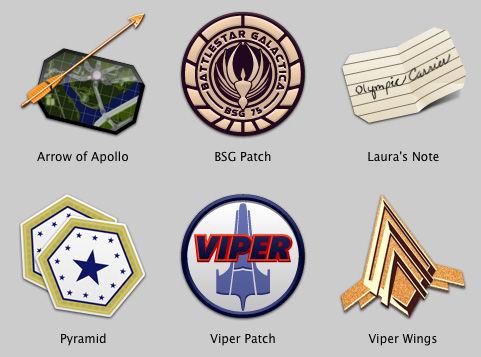 BATTLESTAR GALACTICA
BSG 75
Olympic Carrier
Arrow of Apollo
BSG Patch
Laura's Note
VIPER
Pyramid
Viper Patch
Viper Wings